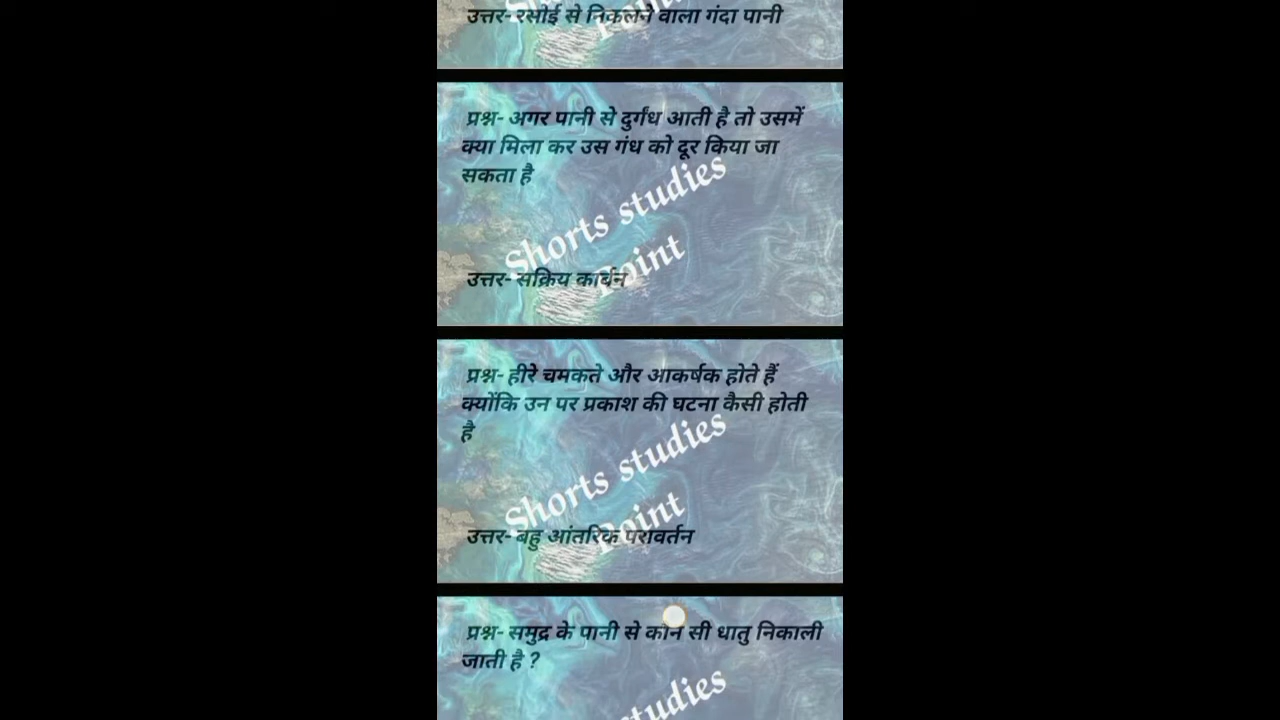 उत्तर- रसोई से निकलने वाला गंदा पानी
प्रश्न- अगर पानी से दुर्गंध आती है तो उसमें
क्या मिला कर उस गंध को दूर किया जा
सकता है
Shorts studies
Point
उत्तर- सक्रिय कार्बन
प्रश्न- हीरे चमकते और आकर्षक होते हैं
क्योंकि उन पर प्रकाश की घटना कैसी होती
है
Shorts studies
Point
उत्तर- बहु आंतरिक परावर्तन
प्रश्न- समुद्र के पानी से कौन सी धातु निकाली
जाती है ?
studies